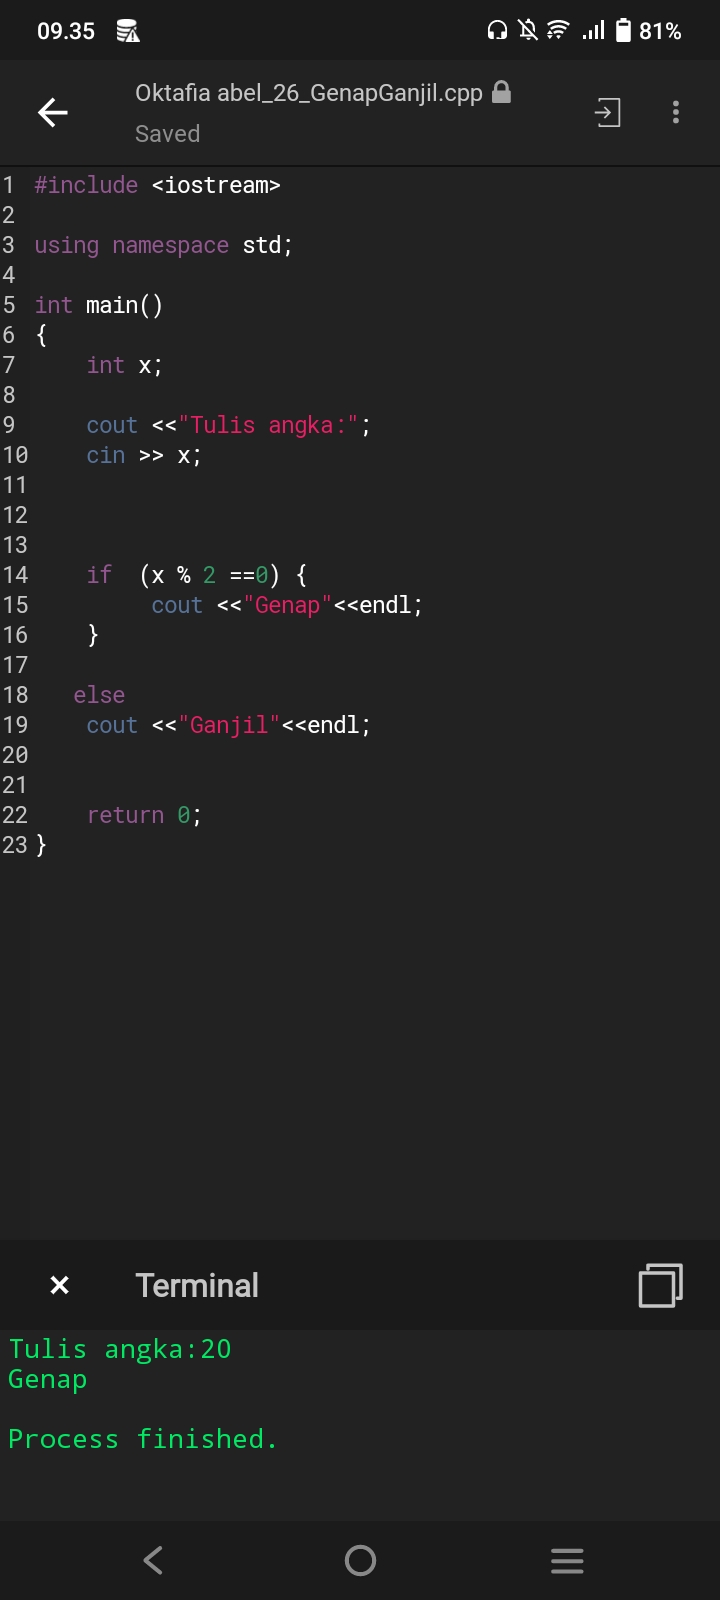 09.35 81%
Oktafia abel_26_GenapGanjil.cpp
Saved
1 #include <iostream>
2
3 using namespace std;
4
5 int main()
6 {
7     int x;
8
9     cout <<"Tulis angka:";
10     cin >> x;
11
12
13
14     if  (x % 2 ==0) {
15          cout <<"Genap"<<endl;
16     }
17
18    else
19     cout <<"Ganjil"<<endl;
20
21
22     return 0;
23 }
Terminal
Tulis angka:20
Genap
Process finished.